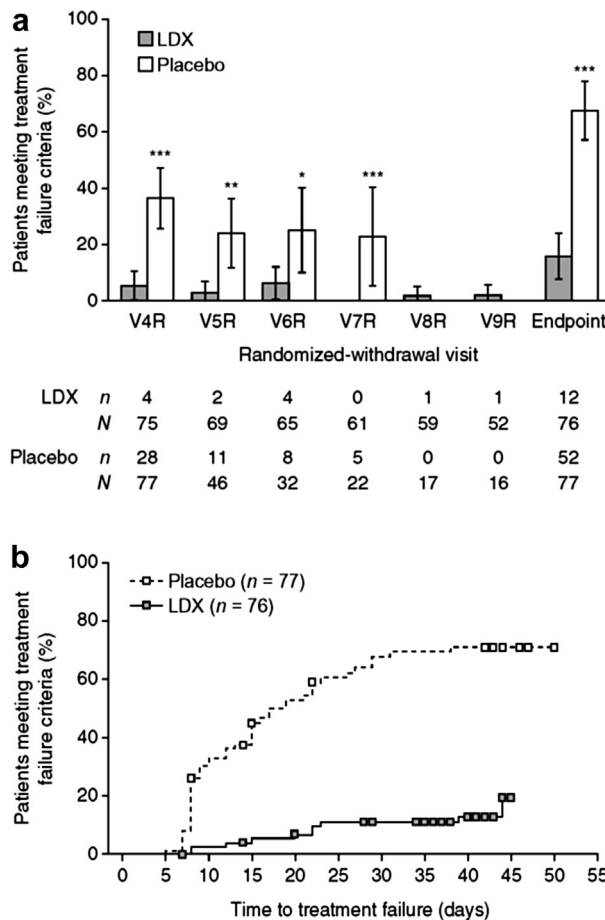 a
100
80
60
40
20
0
Patients meeting treatment
failure criteria (%)
LDX
Placebo
***
**
*
***
***
V4R V5R V6R V7R V8R V9R Endpoint
Randomized-withdrawal visit
LDX n 4 2 4 0 1 1 12
N 75 69 65 61 59 52 76
Placebo n 28 11 8 5 0 0 52
N 77 46 32 22 17 16 77
b
100
80
60
40
20
0
Patients meeting treatment
failure criteria (%)
Placebo (n = 77)
LDX (n = 76)
0 5 10 15 20 25 30 35 40 45 50 55
Time to treatment failure (days)